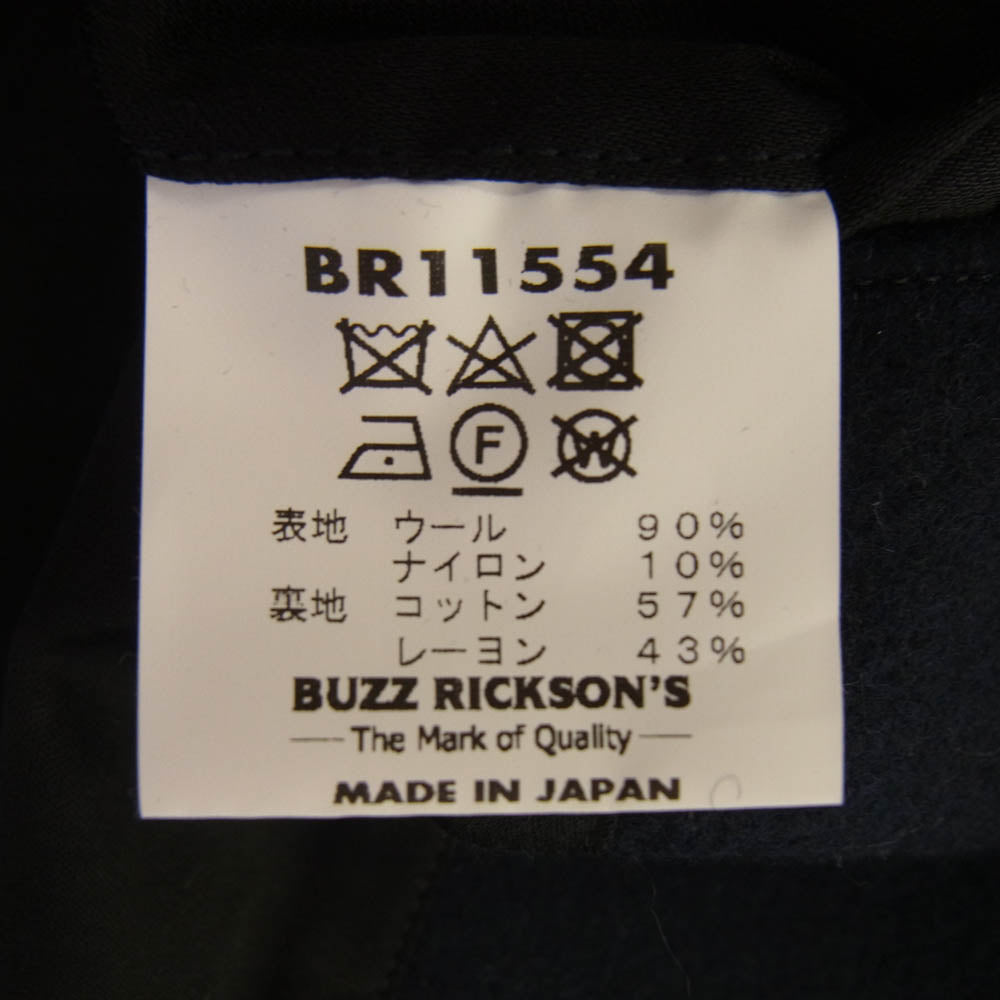 BR11554
F
W
表地 ウール 90%
ナイロン 10%
裏地 コットン 57%
レーヨン 43%
BUZZ RICKSON'S
The Mark of Quality
MADE IN JAPAN